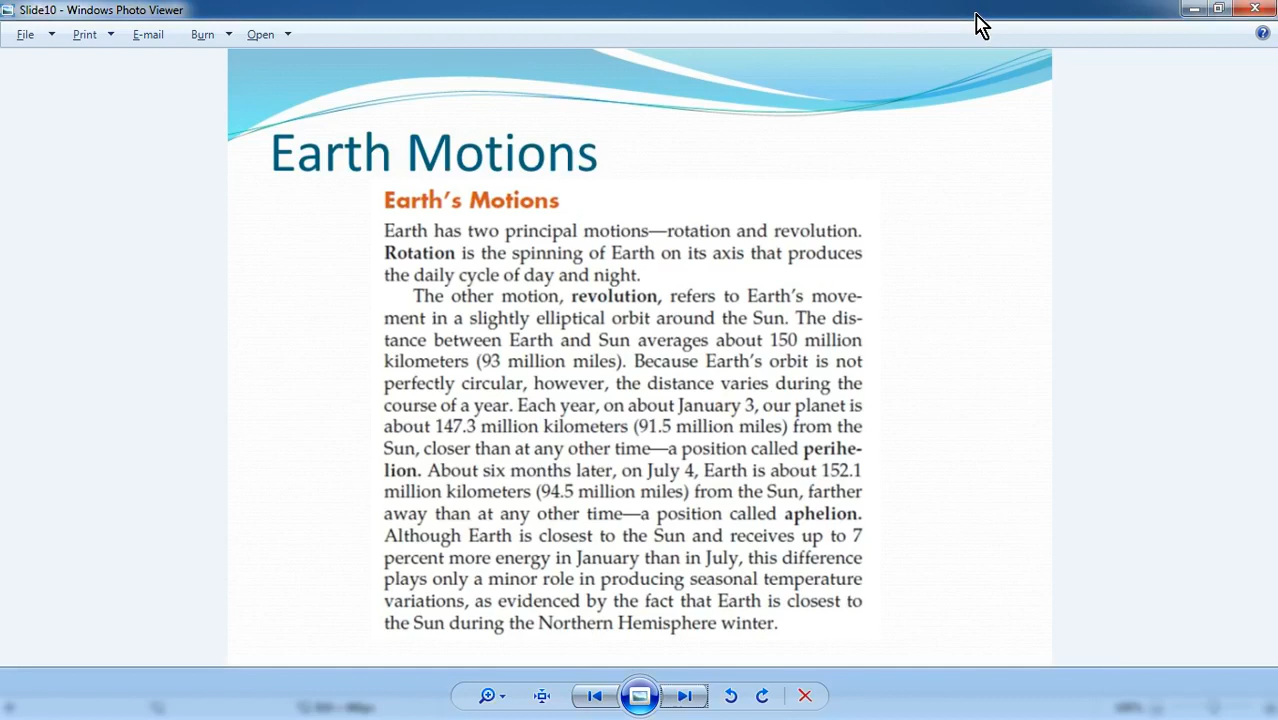 Slide10 - Windows Photo Viewer
File Print E-mail Burn Open
Earth Motions
Earth's Motions
Earth has two principal motions—rotation and revolution.
Rotation is the spinning of Earth on its axis that produces
the daily cycle of day and night.
The other motion, revolution, refers to Earth's move-
ment in a slightly elliptical orbit around the Sun. The dis-
tance between Earth and Sun averages about 150 million
kilometers (93 million miles). Because Earth's orbit is not
perfectly circular, however, the distance varies during the
course of a year. Each year, on about January 3, our planet is
about 147.3 million kilometers (91.5 million miles) from the
Sun, closer than at any other time—a position called perihe-
lion. About six months later, on July 4, Earth is about 152.1
million kilometers (94.5 million miles) from the Sun, farther
away than at any other time—a position called aphelion.
Although Earth is closest to the Sun and receives up to 7
percent more energy in January than in July, this difference
plays only a minor role in producing seasonal temperature
variations, as evidenced by the fact that Earth is closest to
the Sun during the Northern Hemisphere winter.